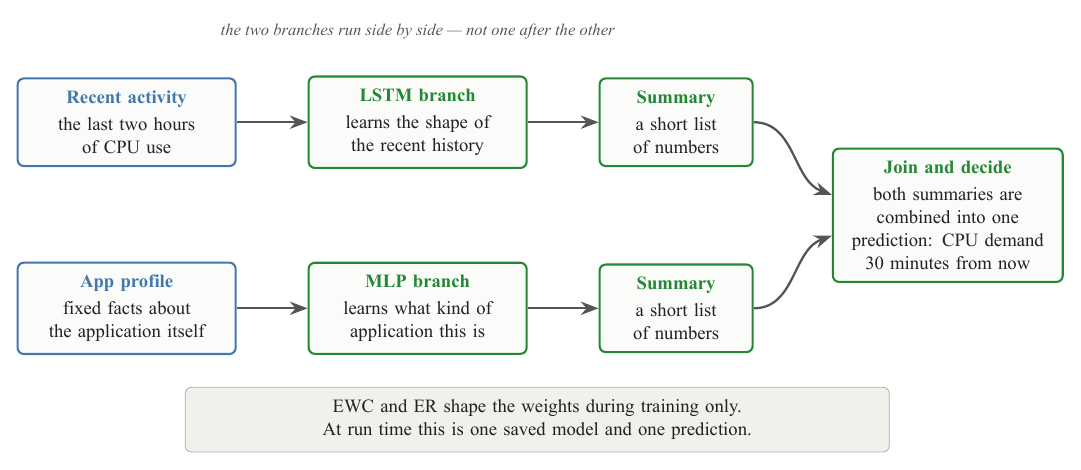 the two branches run side by side — not one after the other
Recent activity
the last two hours
of CPU use
LSTM branch
learns the shape of
the recent history
Summary
a short list
of numbers
Join and decide
both summaries are
combined into one
prediction: CPU demand
30 minutes from now
App profile
fixed facts about
the application itself
MLP branch
learns what kind of
application this is
Summary
a short list
of numbers
EWC and ER shape the weights during training only.
At run time this is one saved model and one prediction.